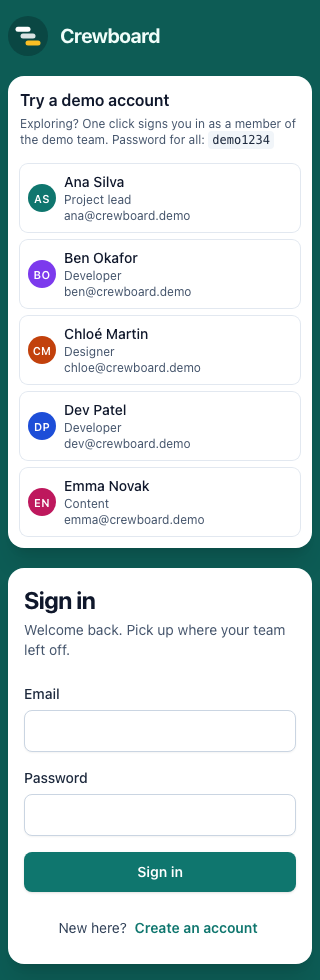 Crewboard
Try a demo account
Exploring? One click signs you in as a member of
the demo team. Password for all: demo1234
AS
Ana Silva
Project lead
ana@crewboard.demo
BO
Ben Okafor
Developer
ben@crewboard.demo
CM
Chloé Martin
Designer
chloe@crewboard.demo
DP
Dev Patel
Developer
dev@crewboard.demo
EN
Emma Novak
Content
emma@crewboard.demo
Sign in
Welcome back. Pick up where your team
left off.
Email
Password
Sign in
New here? Create an account